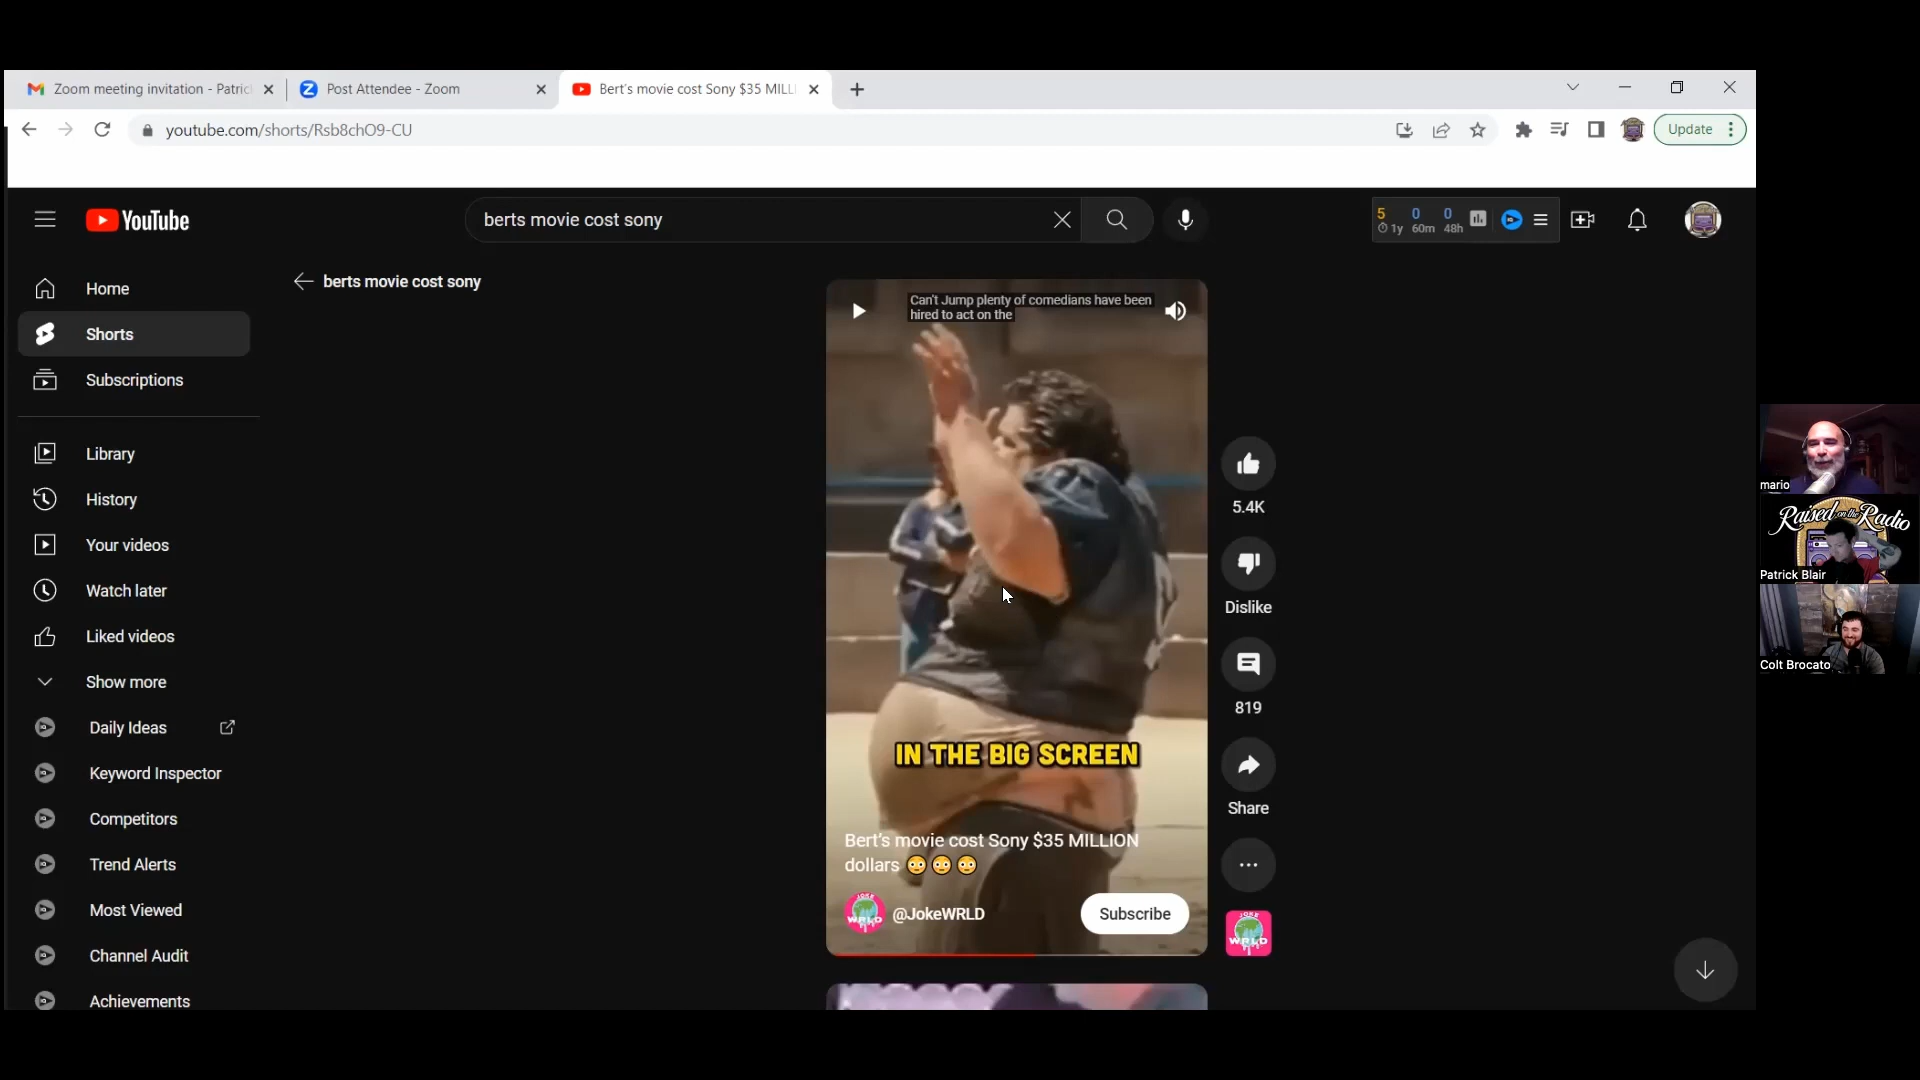 Zoom meeting invitation - Patric
Post Attendee - Zoom
Bert's movie cost Sony $35 MILL
youtube.com/shorts/Rsb8chO9-CU
Update
YouTube
berts movie cost sony
5 0 0
1y 60m 48h
Home
Shorts
Subscriptions
Library
History
Your videos
Watch later
Liked videos
Show more
Daily Ideas
Keyword Inspector
Competitors
Trend Alerts
Most Viewed
Channel Audit
Achievements
berts movie cost sony
Can't Jump plenty of comedians have been
hired to act on the
IN THE BIG SCREEN
Bert's movie cost Sony $35 MILLION
dollars 😳😳😳
JOKE
WRLD
@JokeWRLD
Subscribe
5.4K
Dislike
819
Share
JOKE
WRLD
mario
Raised on the Radio
Patrick Blair
Colt Brocato